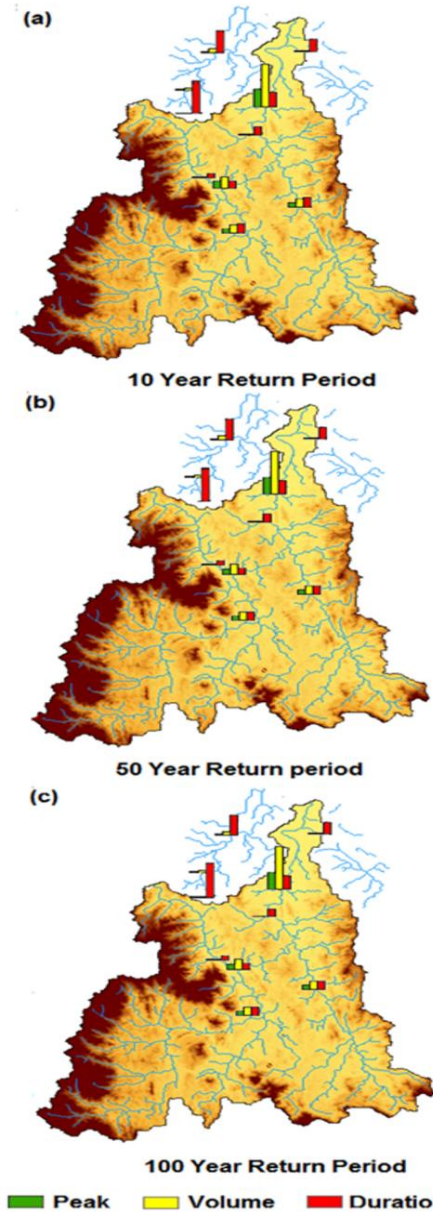 (a)
10 Year Return Period
(b)
50 Year Return period
(c)
100 Year Return Period
Peak Volume Duratio